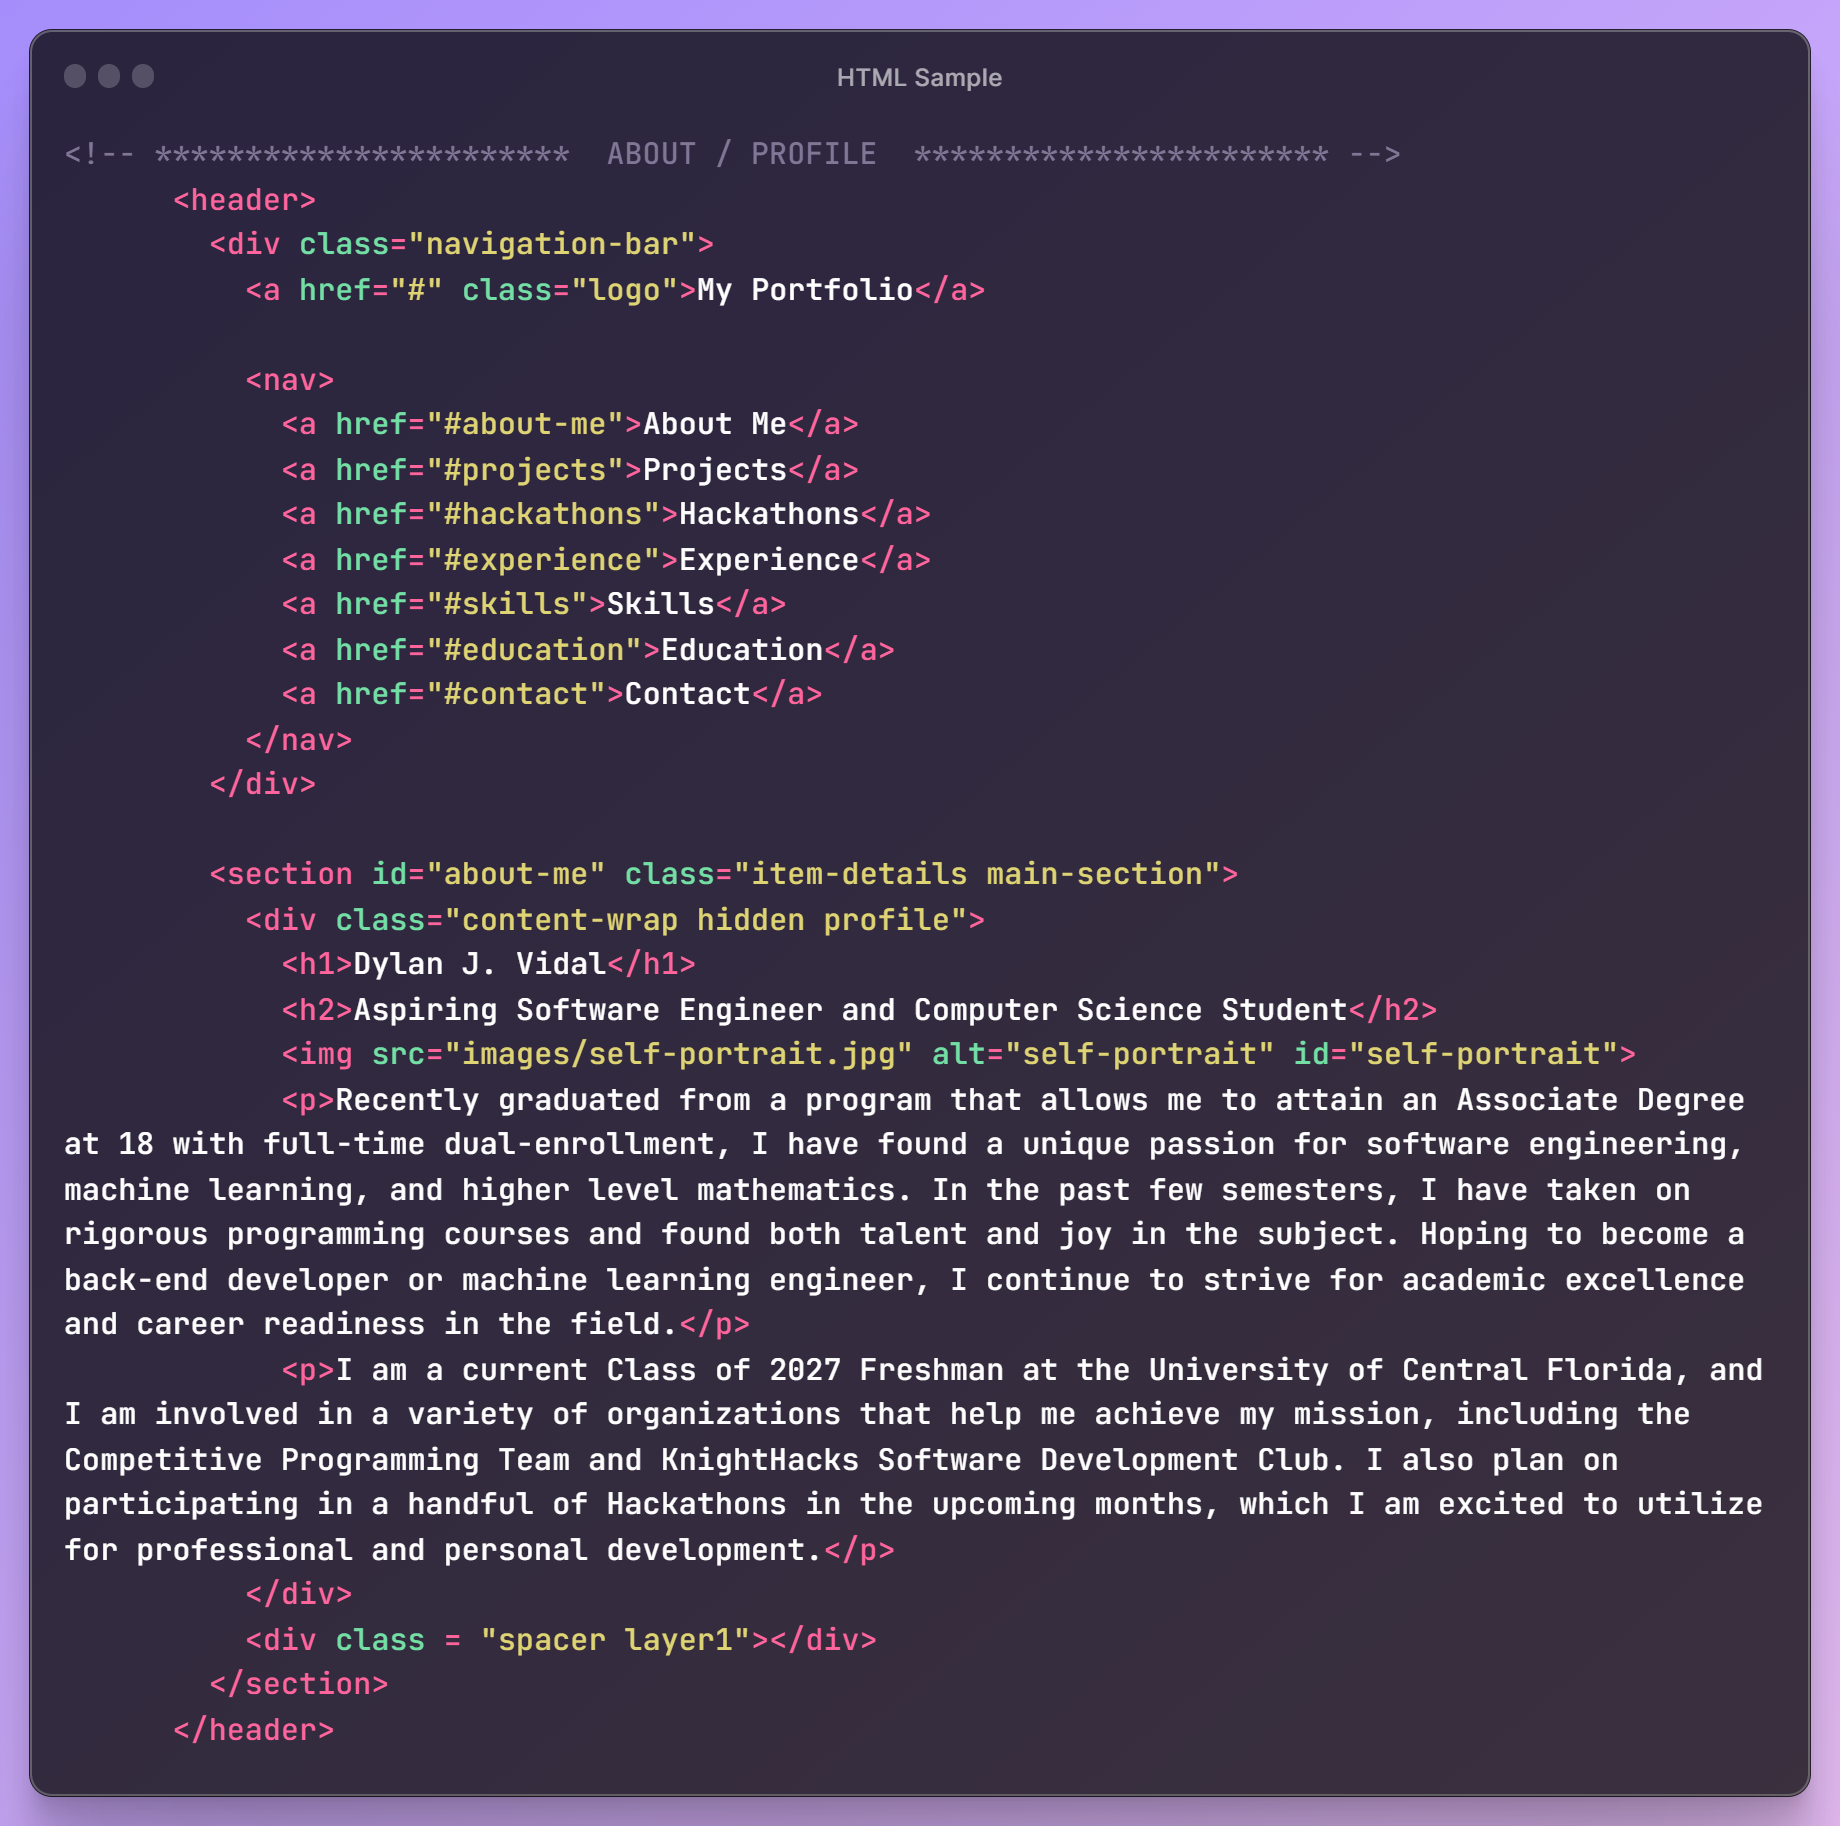 HTML Sample
<!-- ***********************  ABOUT / PROFILE  *********************** -->
      <header>
        <div class="navigation-bar">
          <a href="#" class="logo">My Portfolio</a>

          <nav>
            <a href="#about-me">About Me</a>
            <a href="#projects">Projects</a>
            <a href="#hackathons">Hackathons</a>
            <a href="#experience">Experience</a>
            <a href="#skills">Skills</a>
            <a href="#education">Education</a>
            <a href="#contact">Contact</a>
          </nav>
        </div>

        <section id="about-me" class="item-details main-section">
          <div class="content-wrap hidden profile">
            <h1>Dylan J. Vidal</h1>
            <h2>Aspiring Software Engineer and Computer Science Student</h2>
            <img src="images/self-portrait.jpg" alt="self-portrait" id="self-portrait">
            <p>Recently graduated from a program that allows me to attain an Associate Degree
at 18 with full-time dual-enrollment, I have found a unique passion for software engineering,
machine learning, and higher level mathematics. In the past few semesters, I have taken on
rigorous programming courses and found both talent and joy in the subject. Hoping to become a
back-end developer or machine learning engineer, I continue to strive for academic excellence
and career readiness in the field.</p>
            <p>I am a current Class of 2027 Freshman at the University of Central Florida, and
I am involved in a variety of organizations that help me achieve my mission, including the
Competitive Programming Team and KnightHacks Software Development Club. I also plan on
participating in a handful of Hackathons in the upcoming months, which I am excited to utilize
for professional and personal development.</p>
          </div>
          <div class = "spacer layer1"></div>
        </section>
      </header>